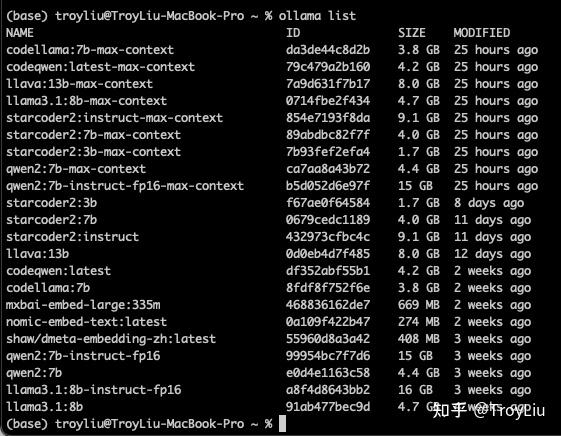 (base) troyliu@TroyLiu-MacBook-Pro ~ % ollama list
NAME ID SIZE MODIFIED
codellama:7b-max-context da3de44c8d2b 3.8 GB 25 hours ago
codeqwen:latest-max-context 79c479a2b160 4.2 GB 25 hours ago
llava:13b-max-context 7a9d631f7b17 8.0 GB 25 hours ago
llama3.1:8b-max-context 0714fbe2f434 4.7 GB 25 hours ago
starcoder2:instruct-max-context 854e7193f8da 9.1 GB 25 hours ago
starcoder2:7b-max-context 89abdbc82f7f 4.0 GB 25 hours ago
starcoder2:3b-max-context 7b93fef2efa4 1.7 GB 25 hours ago
qwen2:7b-max-context ca7aa8a43b72 4.4 GB 25 hours ago
qwen2:7b-instruct-fp16-max-context b5d052d6e97f 15 GB 25 hours ago
starcoder2:3b f67ae0f64584 1.7 GB 8 days ago
starcoder2:7b 0679cedc1189 4.0 GB 11 days ago
starcoder2:instruct 432973cfbc4c 9.1 GB 11 days ago
llava:13b 0d0eb4d7f485 8.0 GB 12 days ago
codeqwen:latest df352abf55b1 4.2 GB 2 weeks ago
codellama:7b 8fdf8f752f6e 3.8 GB 2 weeks ago
mxbai-embed-large:335m 468836162de7 669 MB 2 weeks ago
nomic-embed-text:latest 0a109f422b47 274 MB 2 weeks ago
shaw/dmeta-embedding-zh:latest 55960d8a3a42 408 MB 3 weeks ago
qwen2:7b-instruct-fp16 99954bc7f7d6 15 GB 3 weeks ago
qwen2:7b e0d4e1163c58 4.4 GB 3 weeks ago
llama3.1:8b-instruct-fp16 a8f4d8643bb2 16 GB 3 weeks ago
llama3.1:8b 91ab477bec9d 4.7 GB weeks ago
(base) troyliu@TroyLiu-MacBook-Pro ~ %
知乎 @TroyLiu